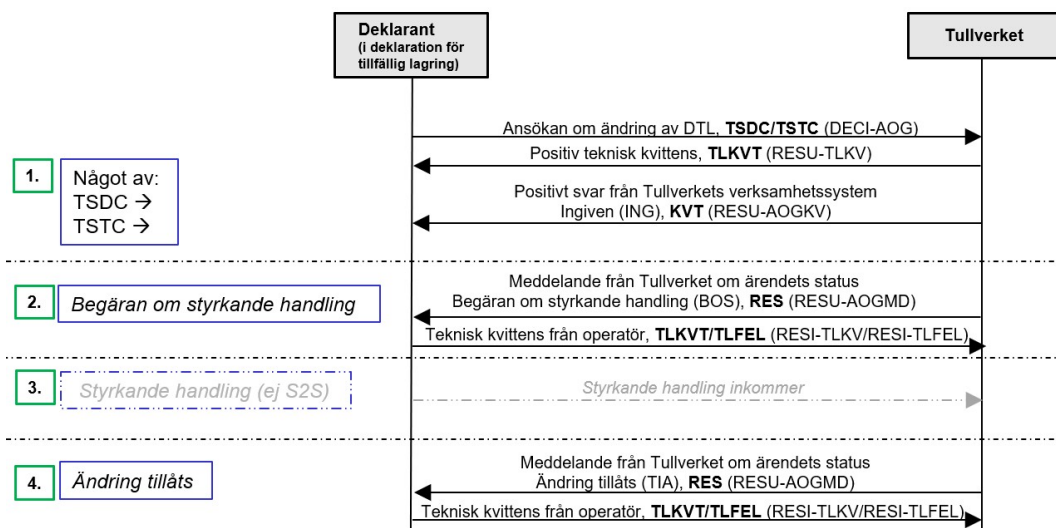 Deklarant
(i deklaration för
tillfällig lagring)
Tullverket
Ansökan om ändring av DTL, TSDC/TSTC (DECI-AOG)
Positiv teknisk kvittens, TLKVT (RESU-TLKV)
1.
Något av:
TSDC →
TSTC →
Positivt svar från Tullverkets verksamhetssystem
Ingiven (ING), KVT (RESU-AOGKV)
2.
Begäran om styrkande handling
Meddelande från Tullverket om ärendets status
Begäran om styrkande handling (BOS), RES (RESU-AOGMD)
Teknisk kvittens från operatör, TLKVT/TLFEL (RESI-TLKV/RESI-TLFEL)
3.
Styrkande handling (ej S2S)
Styrkande handling inkommer
4.
Ändring tillåts
Meddelande från Tullverket om ärendets status
Ändring tillåts (TIA), RES (RESU-AOGMD)
Teknisk kvittens från operatör, TLKVT/TLFEL (RESI-TLKV/RESI-TLFEL)